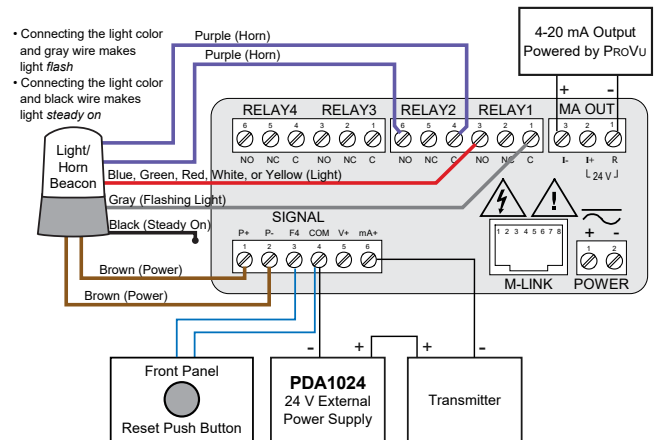 • Connecting the light color
and gray wire makes
light flash
• Connecting the light color
and black wire makes
light steady on
Purple (Horn)
Purple (Horn)
4-20 mA Output
Powered by PROVU
+ -
RELAY4 RELAY3 RELAY2 RELAY1 MA OUT
6 5 4 3 2 1 6 5 4 3 2 1 3 2 1
NO NC C NO NC C NO NC C NO NC C I- I+ R
24 V
Light/
Horn
Beacon
Blue, Green, Red, White, or Yellow (Light)
Gray (Flashing Light)
Black (Steady On)
SIGNAL
P+ P- F4 COM V+ mA+
1 2 3 4 5 6
1 2 3 4 5 6 7 8
M-LINK
+ -
1 2
POWER
Brown (Power)
Brown (Power)
- + + -
Front Panel
Reset Push Button
PDA1024
24 V External
Power Supply
Transmitter